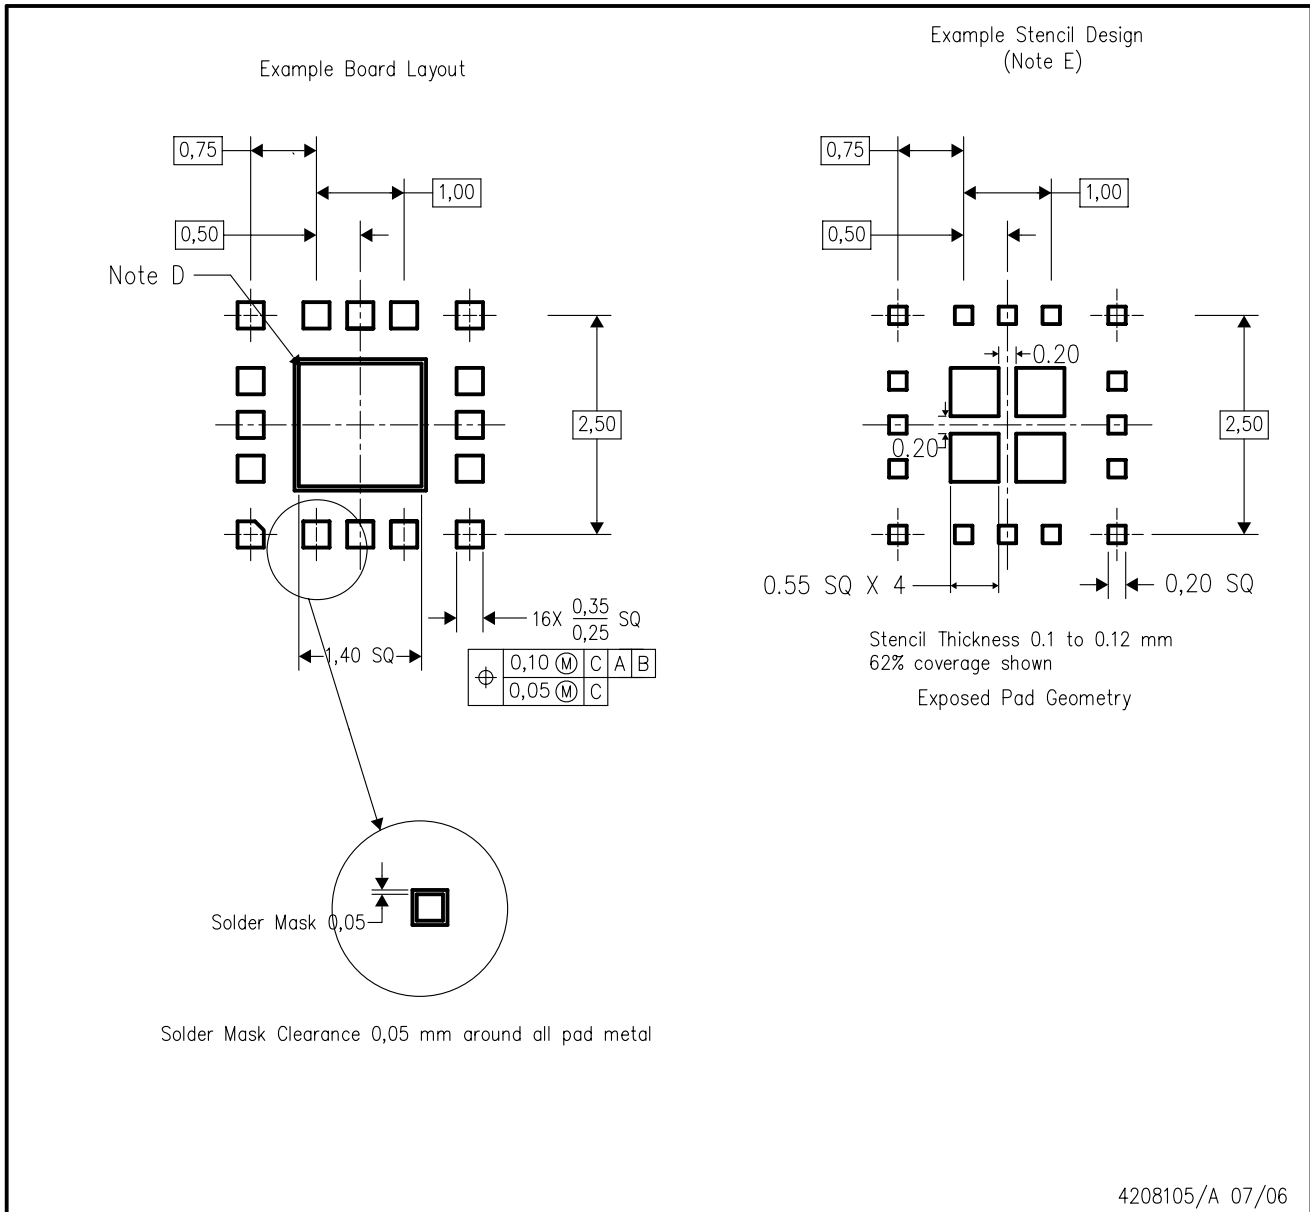 Example Board Layout
0,75
1,00
0,50
Note D
2,50
16X 0,35 SQ
0,25
1,40 SQ
0,10 Ⓜ C A B
0,05 Ⓜ C
Solder Mask 0,05
Solder Mask Clearance 0,05 mm around all pad metal
Example Stencil Design
(Note E)
0,75
1,00
0,50
0.20
2,50
0.20
0.55 SQ X 4
0,20 SQ
Stencil Thickness 0.1 to 0.12 mm
62% coverage shown
Exposed Pad Geometry
4208105/A 07/06